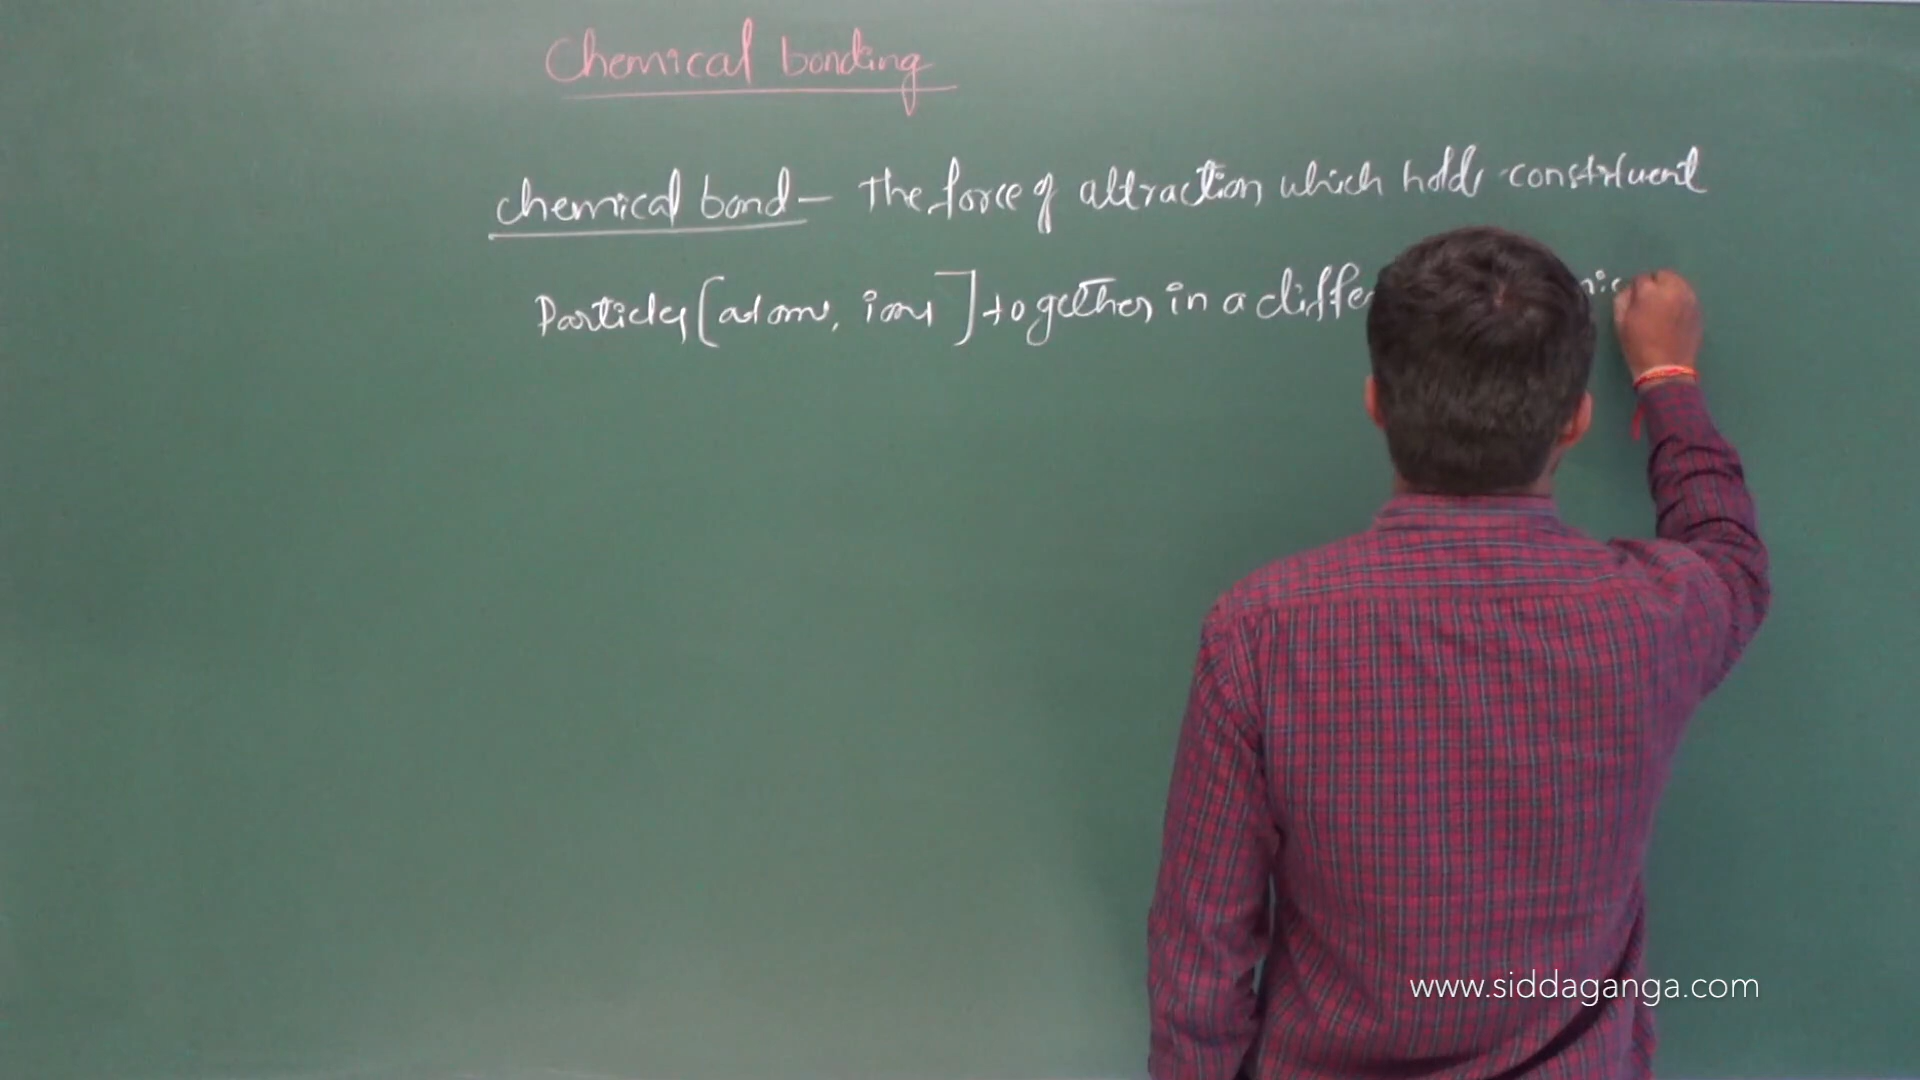 Chemical bonding
chemical bond – The force of attraction which holds constituent
Particles [atoms, ions] together in a diffe
www.siddaganga.com